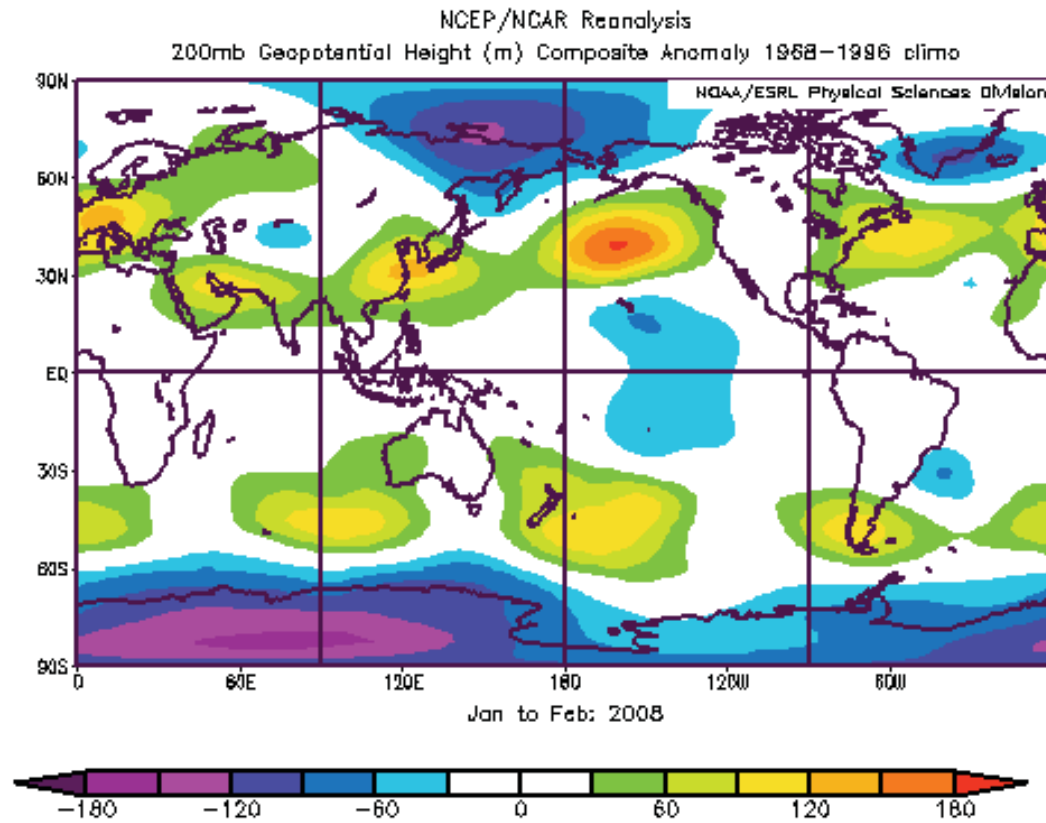 NCEP/NCAR Reanalysis
200mb Geopotential Height (m) Composite Anomaly 1968-1996 climo
NOAA/ESRL Physical Sciences Division
90N
60N
30N
EQ
30S
60S
90S
0 60E 120E 180 120W 60W
Jan to Feb: 2008
-180 -120 -60 0 60 120 180